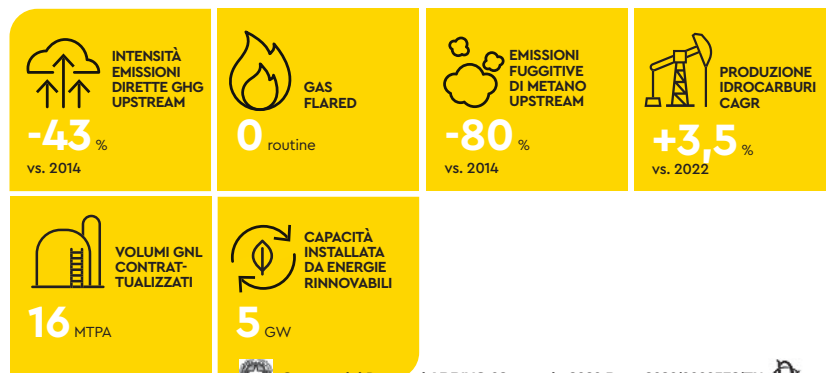 INTENSITÀ
EMISSIONI
DIRETTE GHG
UPSTREAM
-43 %
vs. 2014
GAS
FLARED
0 routine
EMISSIONI
FUGGITIVE
DI METANO
UPSTREAM
-80 %
vs. 2014
PRODUZIONE
IDROCARBURI
CAGR
+3,5 %
vs. 2022
VOLUMI GNL
CONTRAT-
TUALIZZATI
16 MTPA
CAPACITÀ
INSTALLATA
DA ENERGIE
RINNOVABILI
5 GW